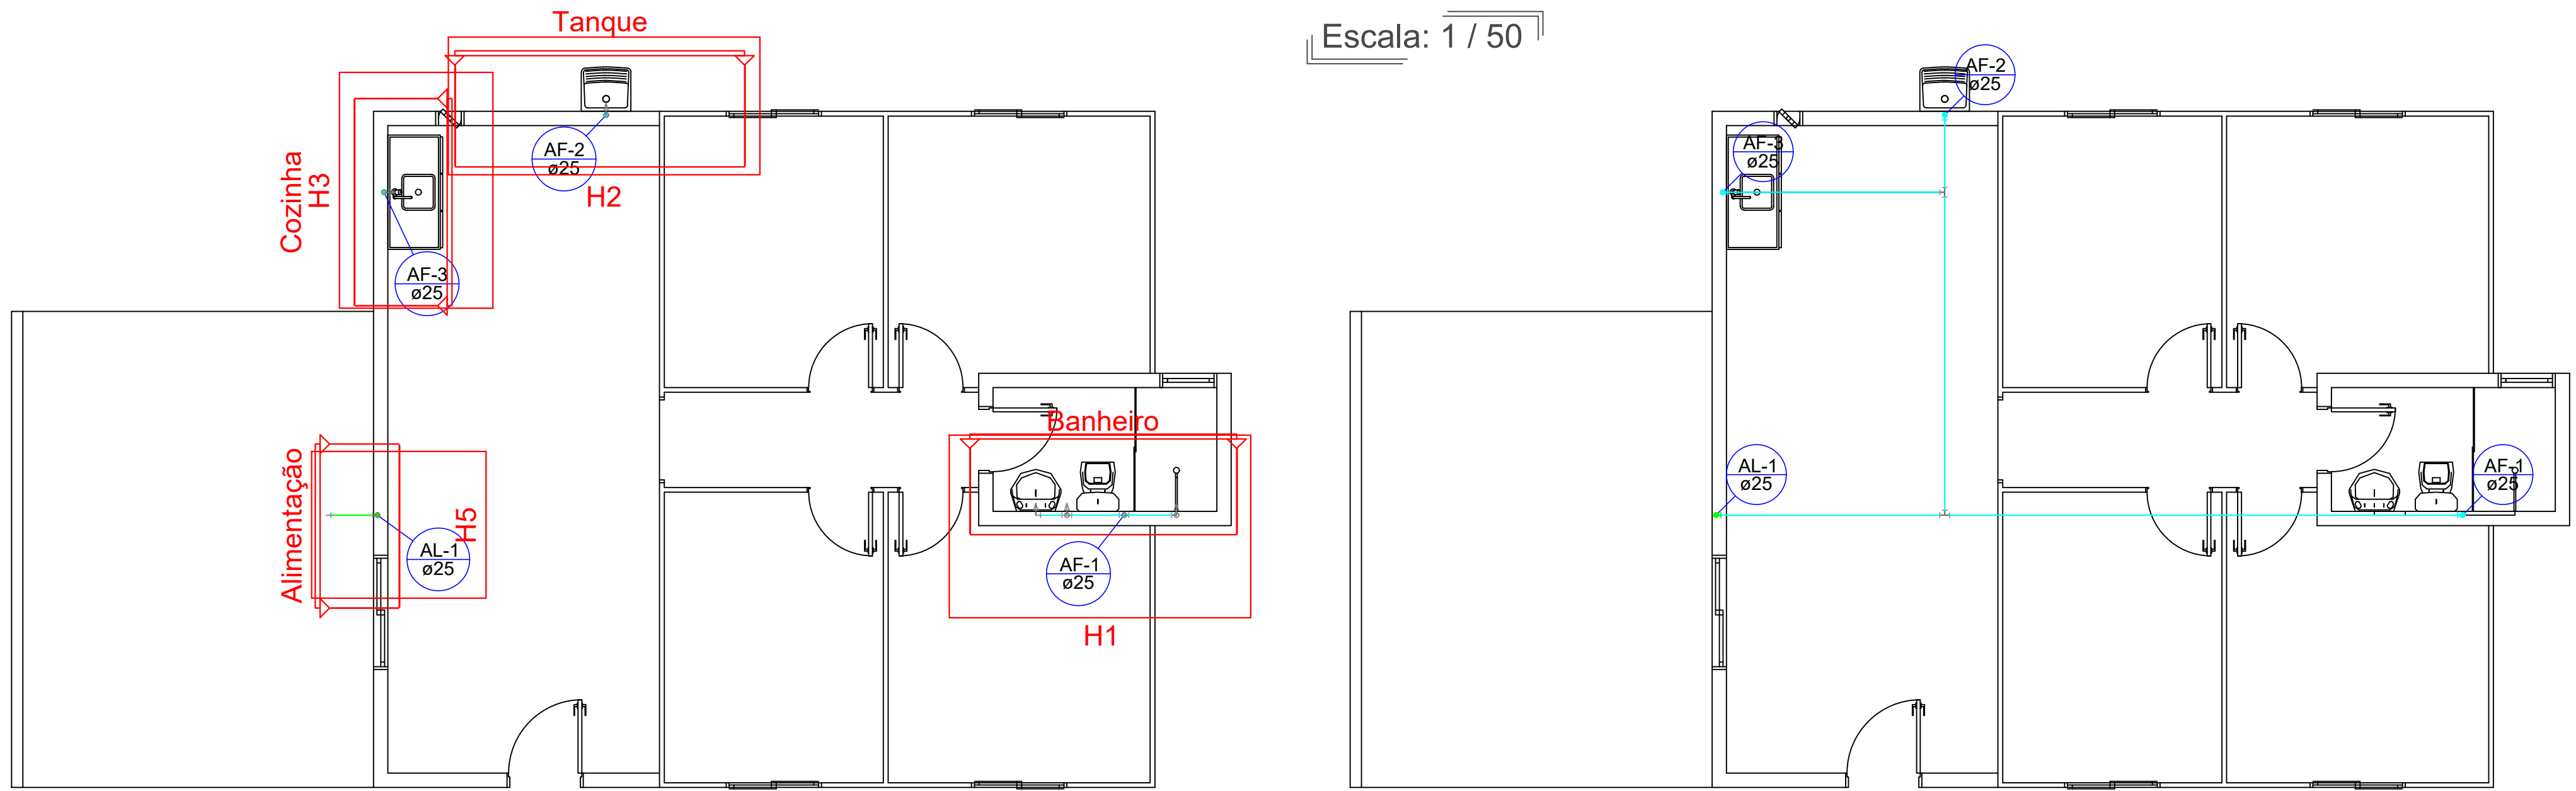 Tanque
Escala: 1 / 50
AF-2
ø25
H2
Cozinha
H3
AF-3
ø25
Alimentação
H5
AL-1
ø25
Banheiro
AF-1
ø25
H1
AF-2
ø25
AF-3
ø25
AL-1
ø25
AF-1
ø25